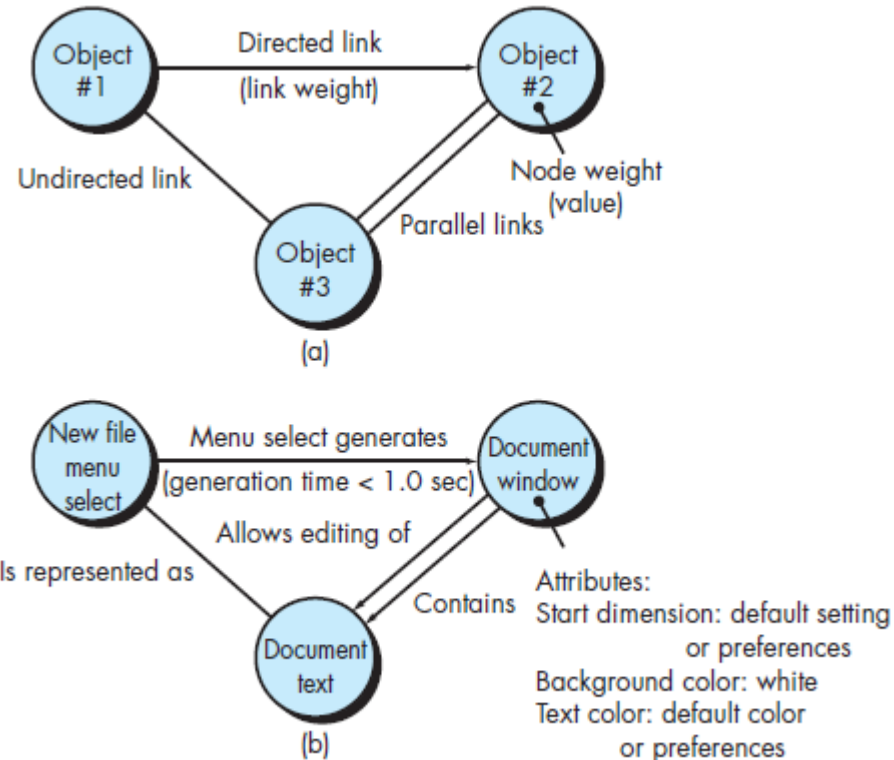 Object
#1
Directed link
(link weight)
Object
#2
Undirected link
Node weight
(value)
Parallel links
Object
#3
(a)
New file
menu
select
Menu select generates
(generation time < 1.0 sec)
Document
window
Allows editing of
Is represented as
Contains
Attributes:
Start dimension: default setting
or preferences
Background color: white
Text color: default color
or preferences
Document
text
(b)